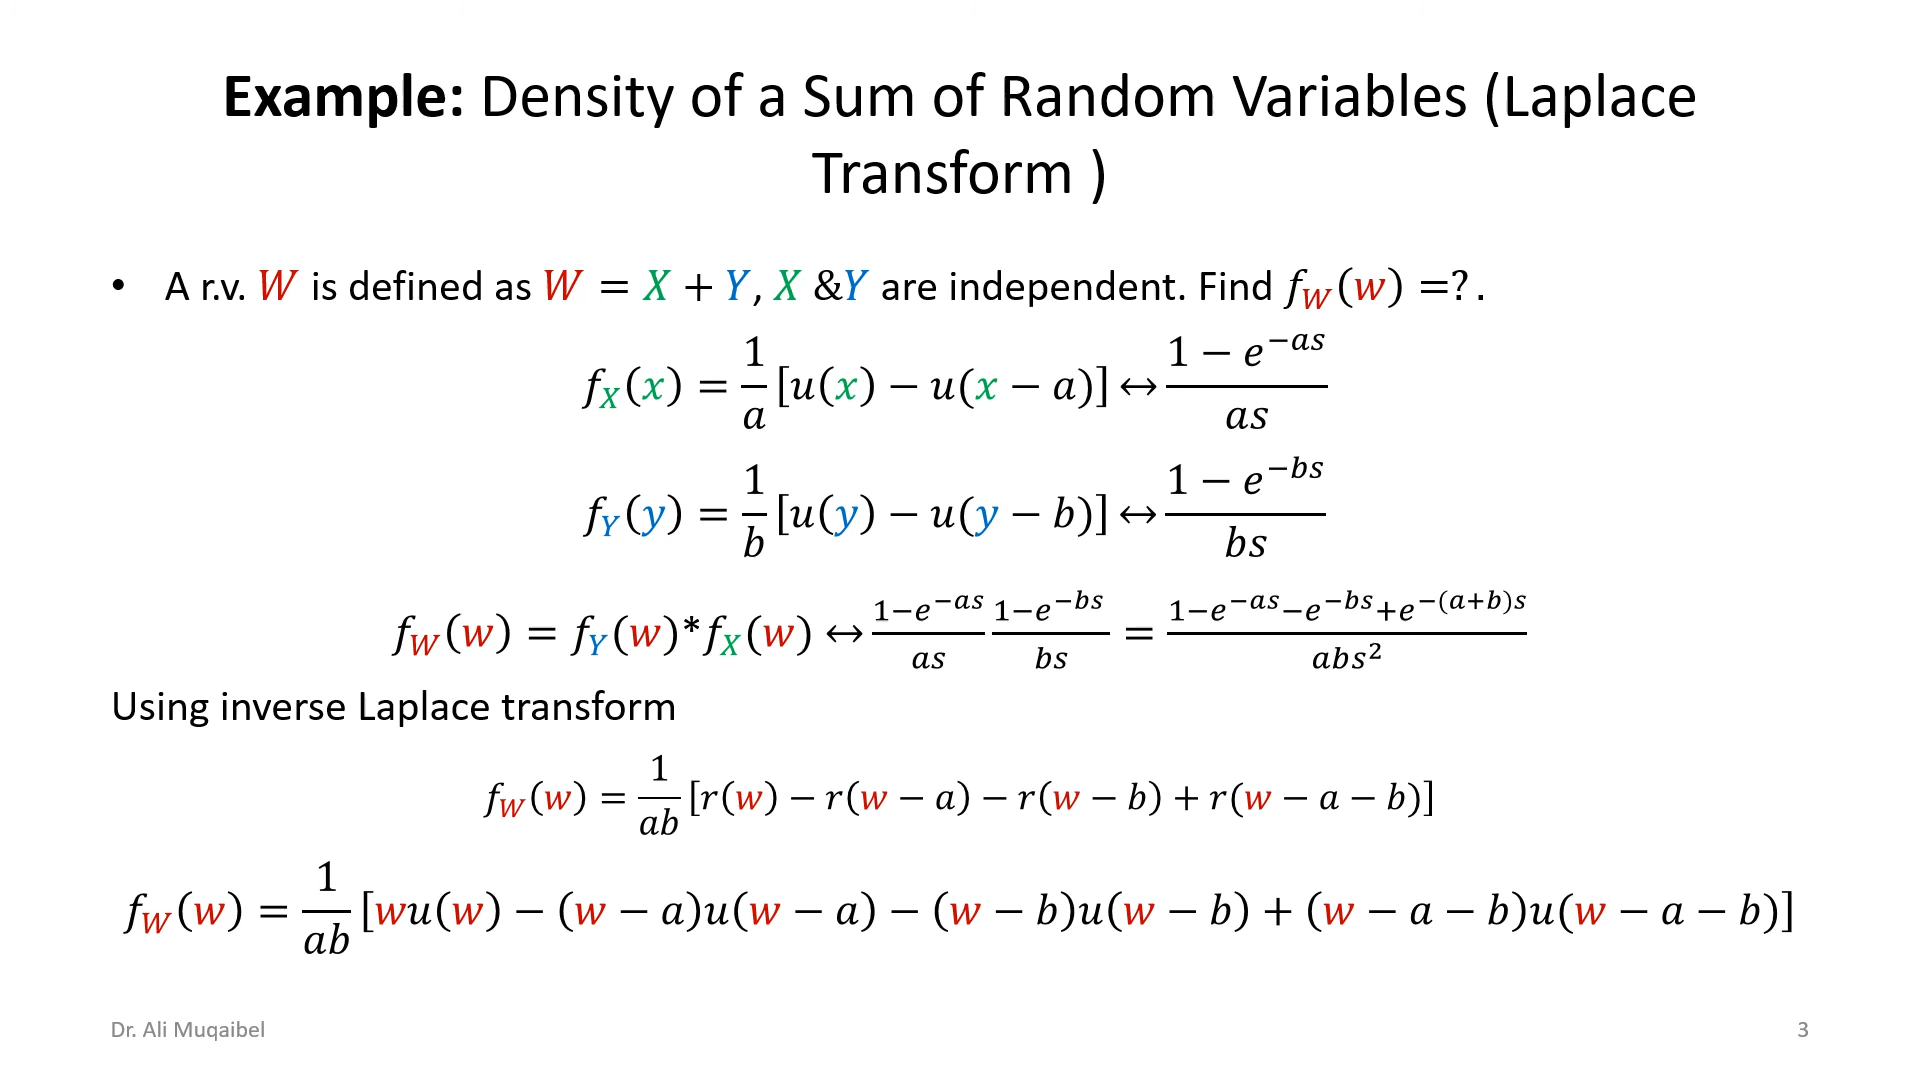 Example: Density of a Sum of Random Variables (Laplace
Transform )
• A r.v. W is defined as W = X + Y, X &Y are independent. Find f_W(w) =? .
f_X(x) = 1/a [u(x) − u(x − a)] ↔ (1 − e^{−as})/(as)
f_Y(y) = 1/b [u(y) − u(y − b)] ↔ (1 − e^{−bs})/(bs)
f_W(w) = f_Y(w)*f_X(w) ↔ (1−e^{−as})/(as) (1−e^{−bs})/(bs) = (1−e^{−as}−e^{−bs}+e^{−(a+b)s})/(abs²)
Using inverse Laplace transform
f_W(w) = 1/(ab) [r(w) − r(w − a) − r(w − b) + r(w − a − b)]
f_W(w) = 1/(ab) [wu(w) − (w − a)u(w − a) − (w − b)u(w − b) + (w − a − b)u(w − a − b)]
Dr. Ali Muqaibel
3